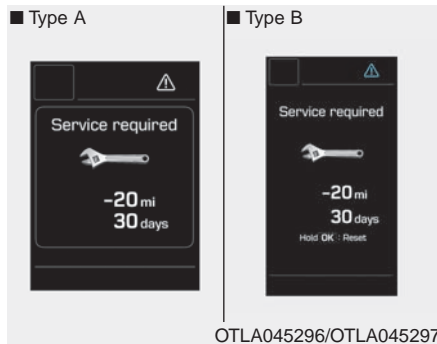 ■ Type A
Service required
-20 mi
30 days
■ Type B
Service required
-20 mi
30 days
Hold OK : Reset
OTLA045296/OTLA045297